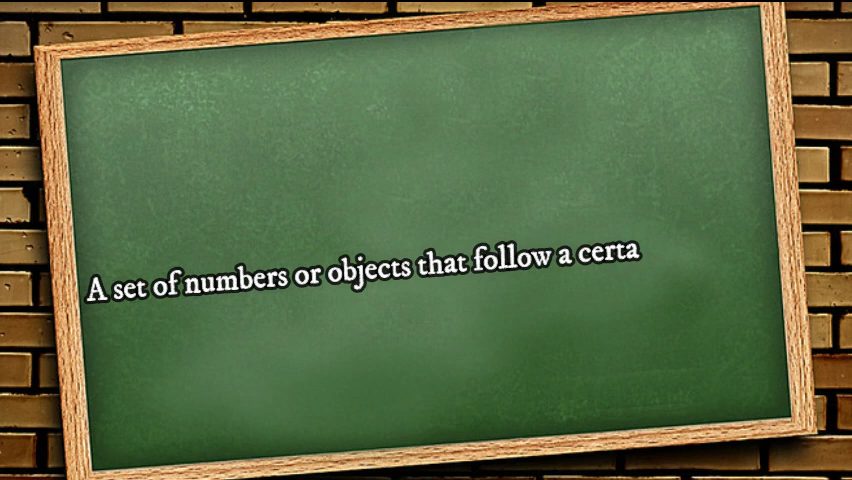 A set of numbers or objects that follow a certa